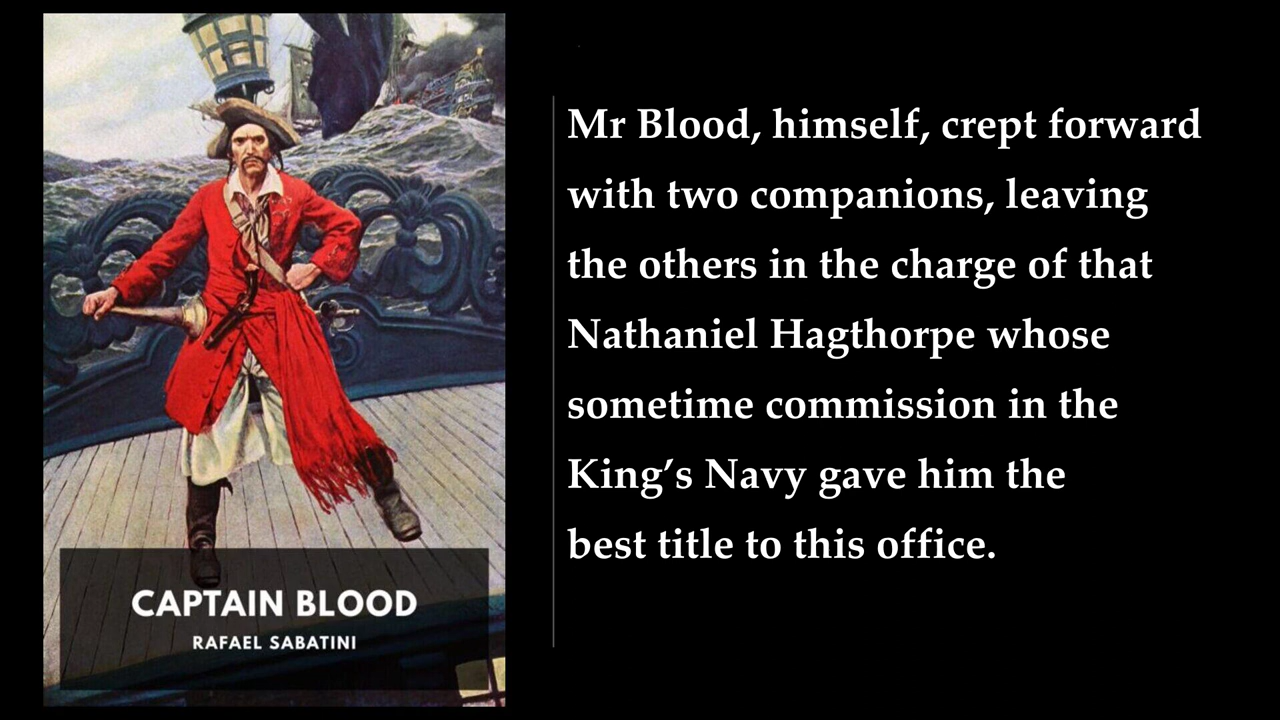 CAPTAIN BLOOD
RAFAEL SABATINI
Mr Blood, himself, crept forward
with two companions, leaving
the others in the charge of that
Nathaniel Hagthorpe whose
sometime commission in the
King’s Navy gave him the
best title to this office.